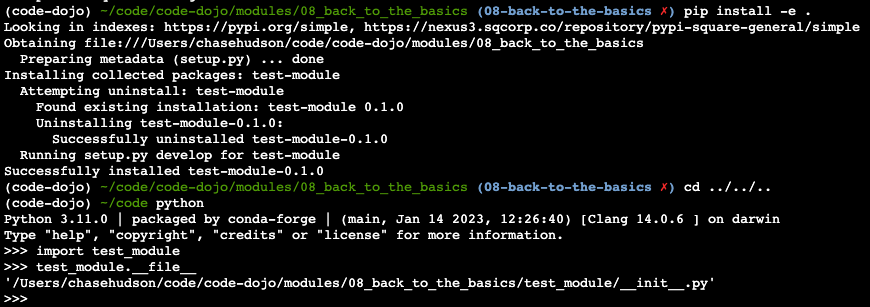 (code-dojo) ~/code/code-dojo/modules/08_back_to_the_basics (08-back-to-the-basics ✗) pip install -e .
Looking in indexes: https://pypi.org/simple, https://nexus3.sqcorp.co/repository/pypi-square-general/simple
Obtaining file:///Users/chasehudson/code/code-dojo/modules/08_back_to_the_basics
  Preparing metadata (setup.py) ... done
Installing collected packages: test-module
  Attempting uninstall: test-module
    Found existing installation: test-module 0.1.0
    Uninstalling test-module-0.1.0:
      Successfully uninstalled test-module-0.1.0
  Running setup.py develop for test-module
Successfully installed test-module-0.1.0
(code-dojo) ~/code/code-dojo/modules/08_back_to_the_basics (08-back-to-the-basics ✗) cd ../../..
(code-dojo) ~/code python
Python 3.11.0 | packaged by conda-forge | (main, Jan 14 2023, 12:26:40) [Clang 14.0.6 ] on darwin
Type "help", "copyright", "credits" or "license" for more information.
>>> import test_module
>>> test_module.__file__
'/Users/chasehudson/code/code-dojo/modules/08_back_to_the_basics/test_module/__init__.py'
>>>